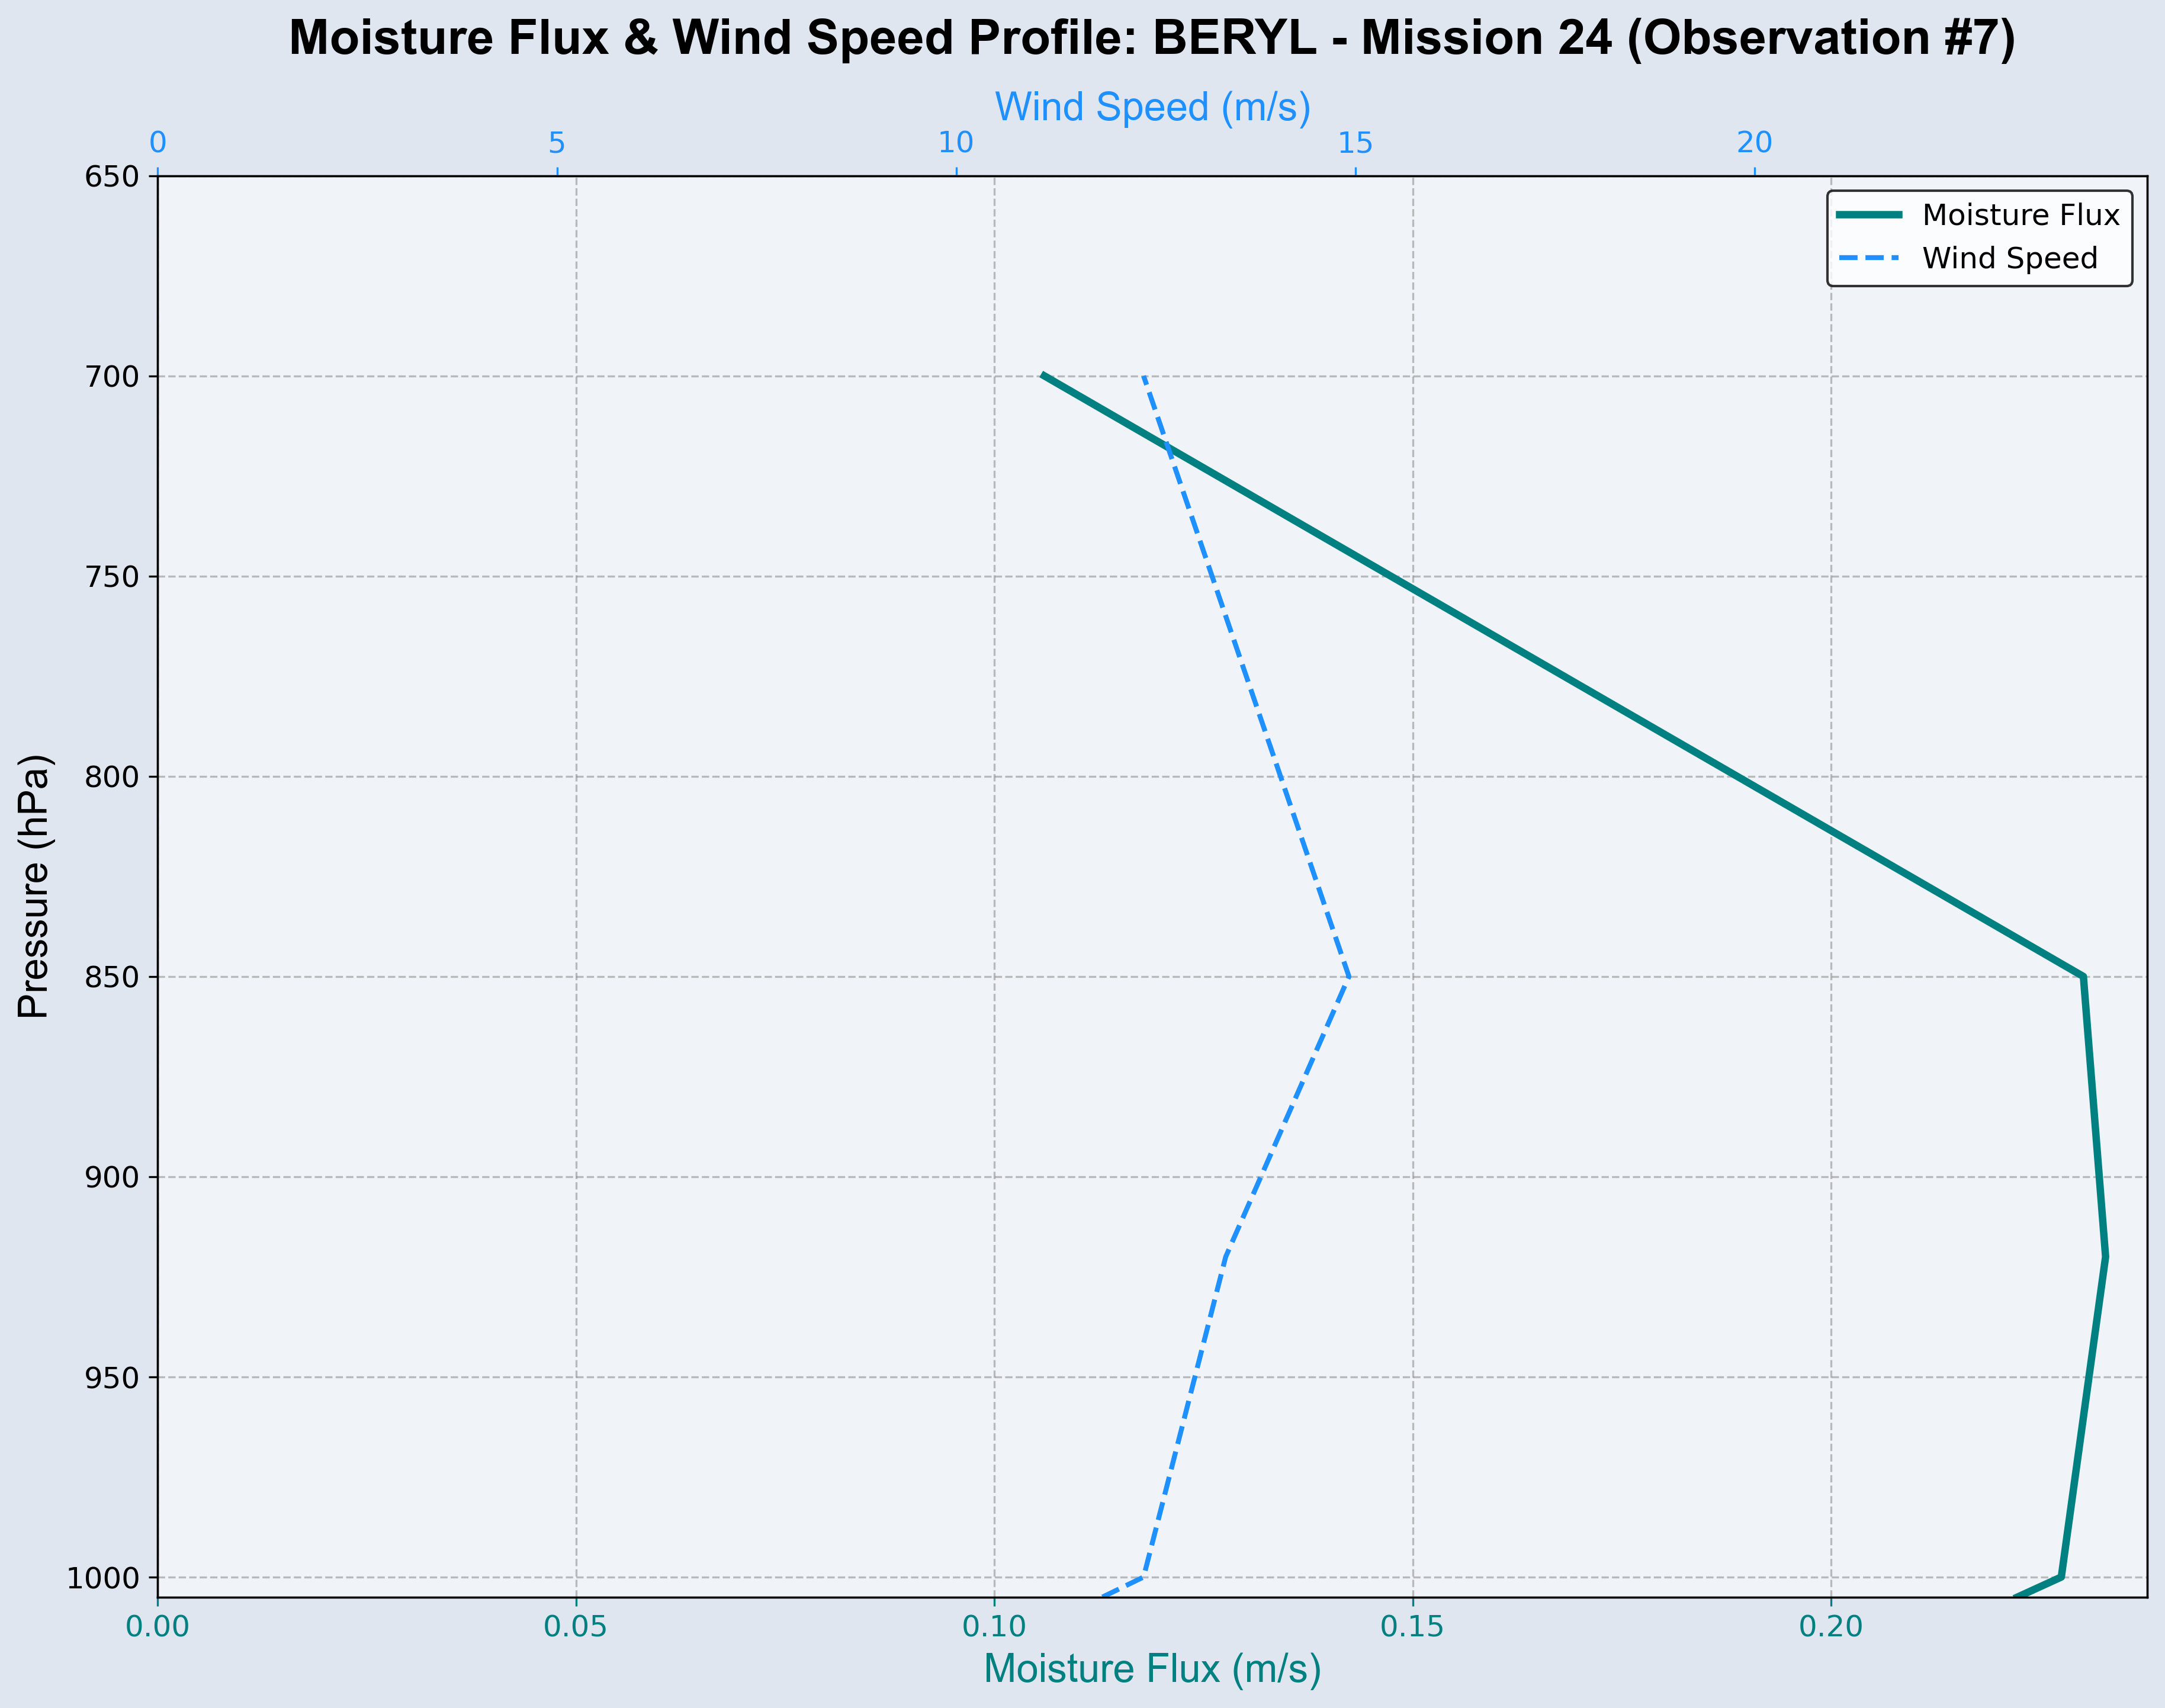 Moisture Flux & Wind Speed Profile: BERYL - Mission 24 (Observation #7)
Wind Speed (m/s)
0 5 10 15 20
Moisture Flux
Wind Speed
Pressure (hPa)
650
700
750
800
850
900
950
1000
0.00 0.05 0.10 0.15 0.20
Moisture Flux (m/s)